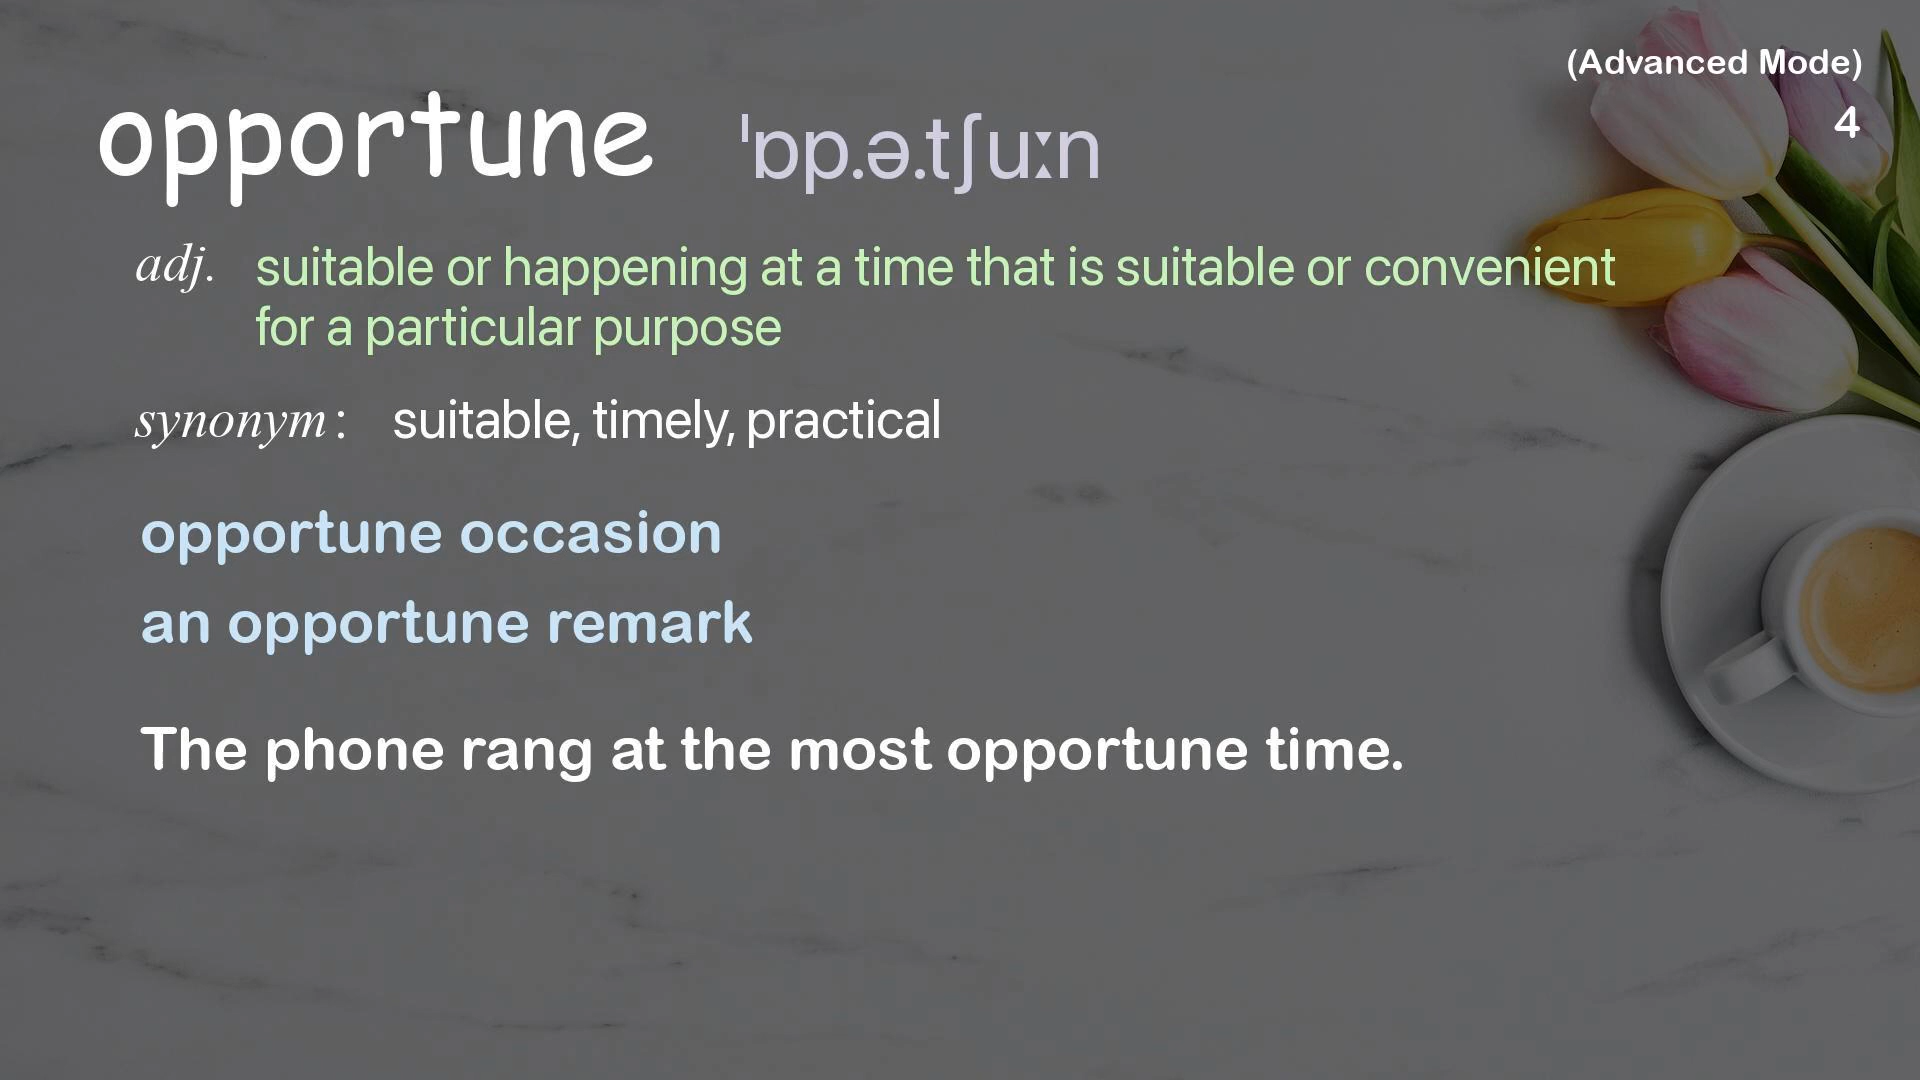 (Advanced Mode)
opportune ˈɒp.ə.tʃuːn
4
adj. suitable or happening at a time that is suitable or convenient
for a particular purpose
synonym: suitable, timely, practical
opportune occasion
an opportune remark
The phone rang at the most opportune time.